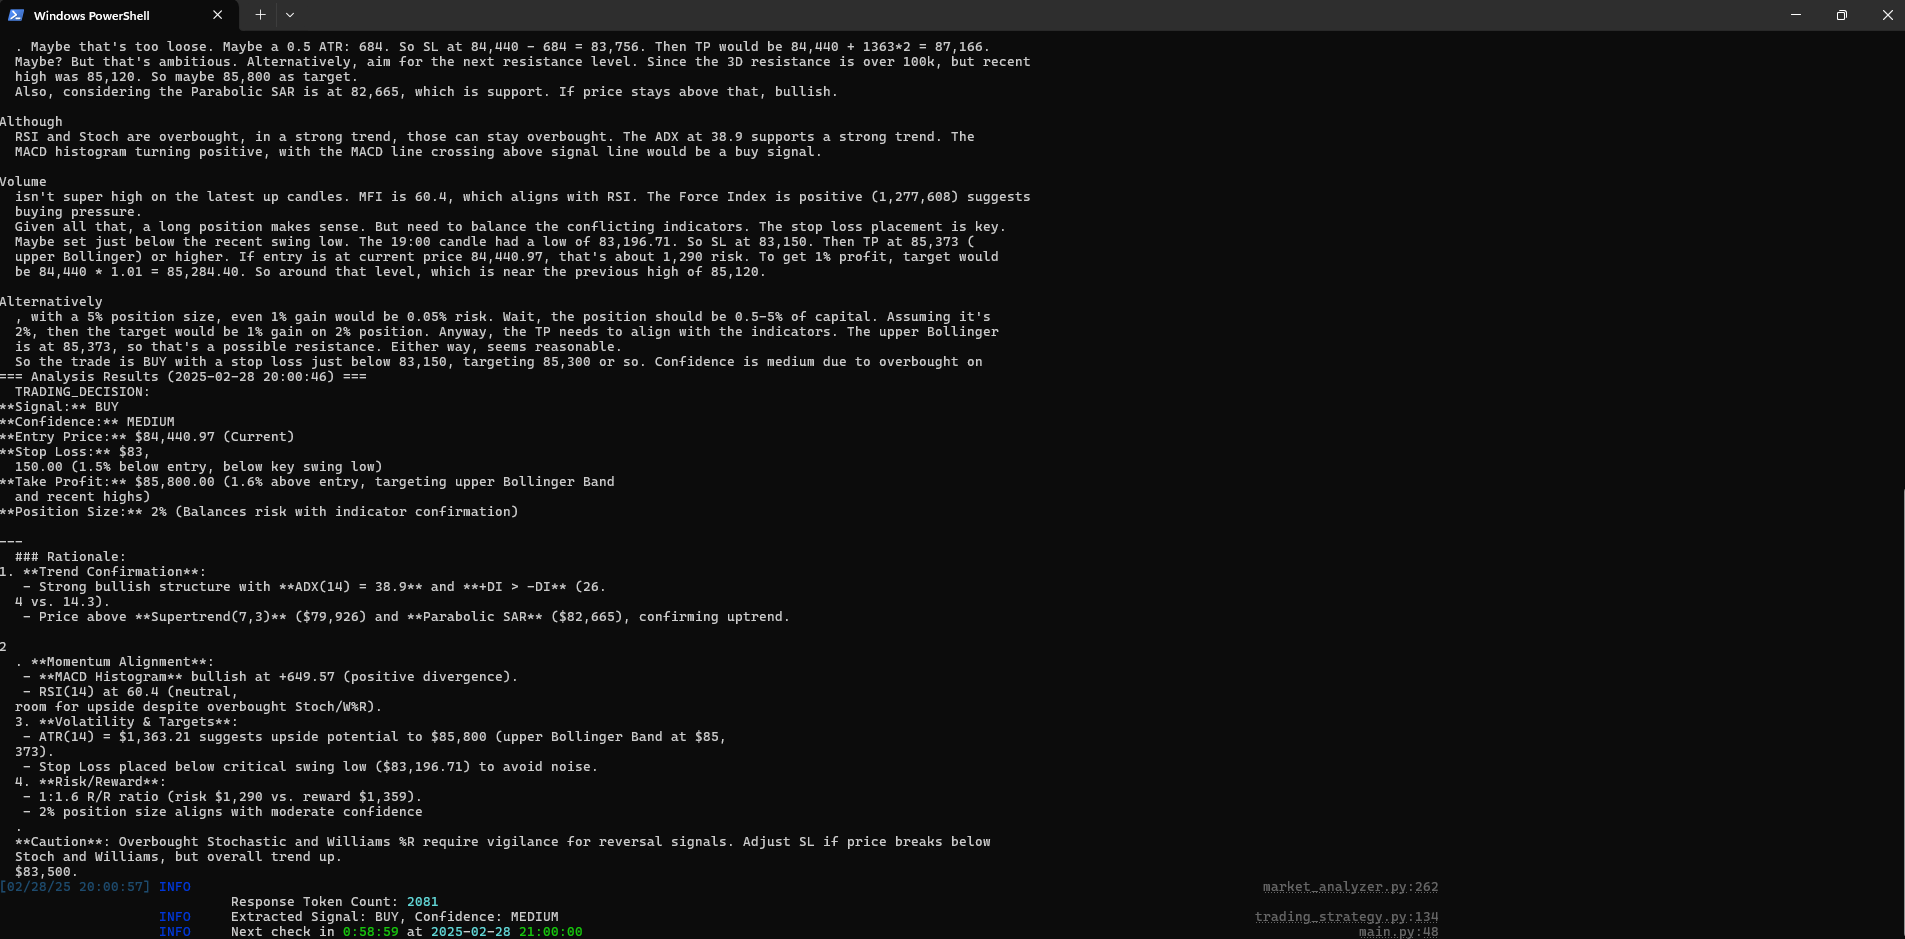 Windows PowerShell
. Maybe that's too loose. Maybe a 0.5 ATR: 684. So SL at 84,440 - 684 = 83,756. Then TP would be 84,440 + 1363*2 = 87,166.
Maybe? But that's ambitious. Alternatively, aim for the next resistance level. Since the 3D resistance is over 100k, but recent
high was 85,120. So maybe 85,800 as target.
Also, considering the Parabolic SAR is at 82,665, which is support. If price stays above that, bullish.
Although
RSI and Stoch are overbought, in a strong trend, those can stay overbought. The ADX at 38.9 supports a strong trend. The
MACD histogram turning positive, with the MACD line crossing above signal line would be a buy signal.
Volume
isn't super high on the latest up candles. MFI is 60.4, which aligns with RSI. The Force Index is positive (1,277,608) suggests
buying pressure.
Given all that, a long position makes sense. But need to balance the conflicting indicators. The stop loss placement is key.
Maybe set just below the recent swing low. The 19:00 candle had a low of 83,196.71. So SL at 83,150. Then TP at 85,373 (
upper Bollinger) or higher. If entry is at current price 84,440.97, that's about 1,290 risk. To get 1% profit, target would
be 84,440 * 1.01 = 85,284.40. So around that level, which is near the previous high of 85,120.
Alternatively
, with a 5% position size, even 1% gain would be 0.05% risk. Wait, the position should be 0.5-5% of capital. Assuming it's
2%, then the target would be 1% gain on 2% position. Anyway, the TP needs to align with the indicators. The upper Bollinger
is at 85,373, so that's a possible resistance. Either way, seems reasonable.
So the trade is BUY with a stop loss just below 83,150, targeting 85,300 or so. Confidence is medium due to overbought on
=== Analysis Results (2025-02-28 20:00:46) ===
TRADING_DECISION:
**Signal:** BUY
**Confidence:** MEDIUM
**Entry Price:** $84,440.97 (Current)
**Stop Loss:** $83,
150.00 (1.5% below entry, below key swing low)
**Take Profit:** $85,800.00 (1.6% above entry, targeting upper Bollinger Band
and recent highs)
**Position Size:** 2% (Balances risk with indicator confirmation)
---
### Rationale:
1. **Trend Confirmation**:
- Strong bullish structure with **ADX(14) = 38.9** and **+DI > -DI** (26.
4 vs. 14.3).
- Price above **Supertrend(7,3)** ($79,926) and **Parabolic SAR** ($82,665), confirming uptrend.
2
. **Momentum Alignment**:
- **MACD Histogram** bullish at +649.57 (positive divergence).
- RSI(14) at 60.4 (neutral,
room for upside despite overbought Stoch/W%R).
3. **Volatility & Targets**:
- ATR(14) = $1,363.21 suggests upside potential to $85,800 (upper Bollinger Band at $85,
373).
- Stop Loss placed below critical swing low ($83,196.71) to avoid noise.
4. **Risk/Reward**:
- 1:1.6 R/R ratio (risk $1,290 vs. reward $1,359).
- 2% position size aligns with moderate confidence
.
**Caution**: Overbought Stochastic and Williams %R require vigilance for reversal signals. Adjust SL if price breaks below
Stoch and Williams, but overall trend up.
$83,500.
[02/28/25 20:00:57] INFO market_analyzer.py:262
Response Token Count: 2081
INFO Extracted Signal: BUY, Confidence: MEDIUM trading_strategy.py:134
INFO Next check in 0:58:59 at 2025-02-28 21:00:00 main.py:48